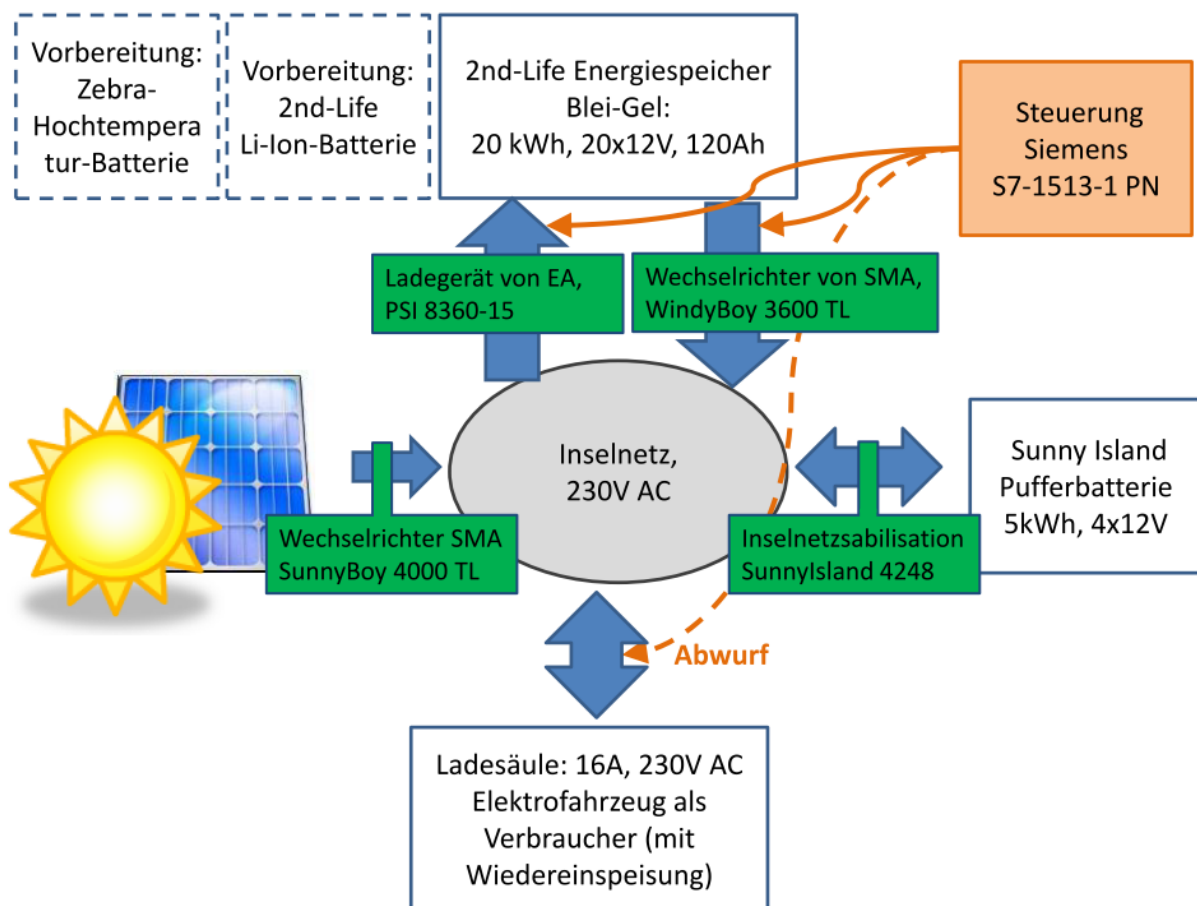 Vorbereitung:
Zebra-
Hochtempera
tur-Batterie
Vorbereitung:
2nd-Life
Li-Ion-Batterie
2nd-Life Energiespeicher
Blei-Gel:
20 kWh, 20x12V, 120Ah
Steuerung
Siemens
S7-1513-1 PN
Ladegerät von EA,
PSI 8360-15
Wechselrichter von SMA,
WindyBoy 3600 TL
Inselnetz,
230V AC
Sunny Island
Pufferbatterie
5kWh, 4x12V
Wechselrichter SMA
SunnyBoy 4000 TL
Inselnetzsabilisation
SunnyIsland 4248
Abwurf
Ladesäule: 16A, 230V AC
Elektrofahrzeug als
Verbraucher (mit
Wiedereinspeisung)